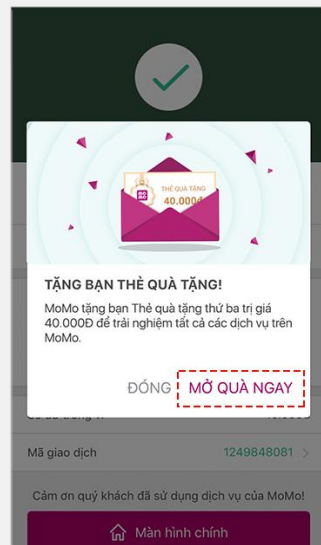 THẺ QUÀ TẶNG
40.000đ
TẶNG BẠN THẺ QUÀ TẶNG!
MoMo tặng bạn Thẻ quà tặng thứ ba trị giá
40.000Đ để trải nghiệm tất cả các dịch vụ trên
MoMo.
ĐÓNG MỞ QUÀ NGAY
Mã giao dịch 1249848081
Cảm ơn quý khách đã sử dụng dịch vụ của MoMo!
Màn hình chính